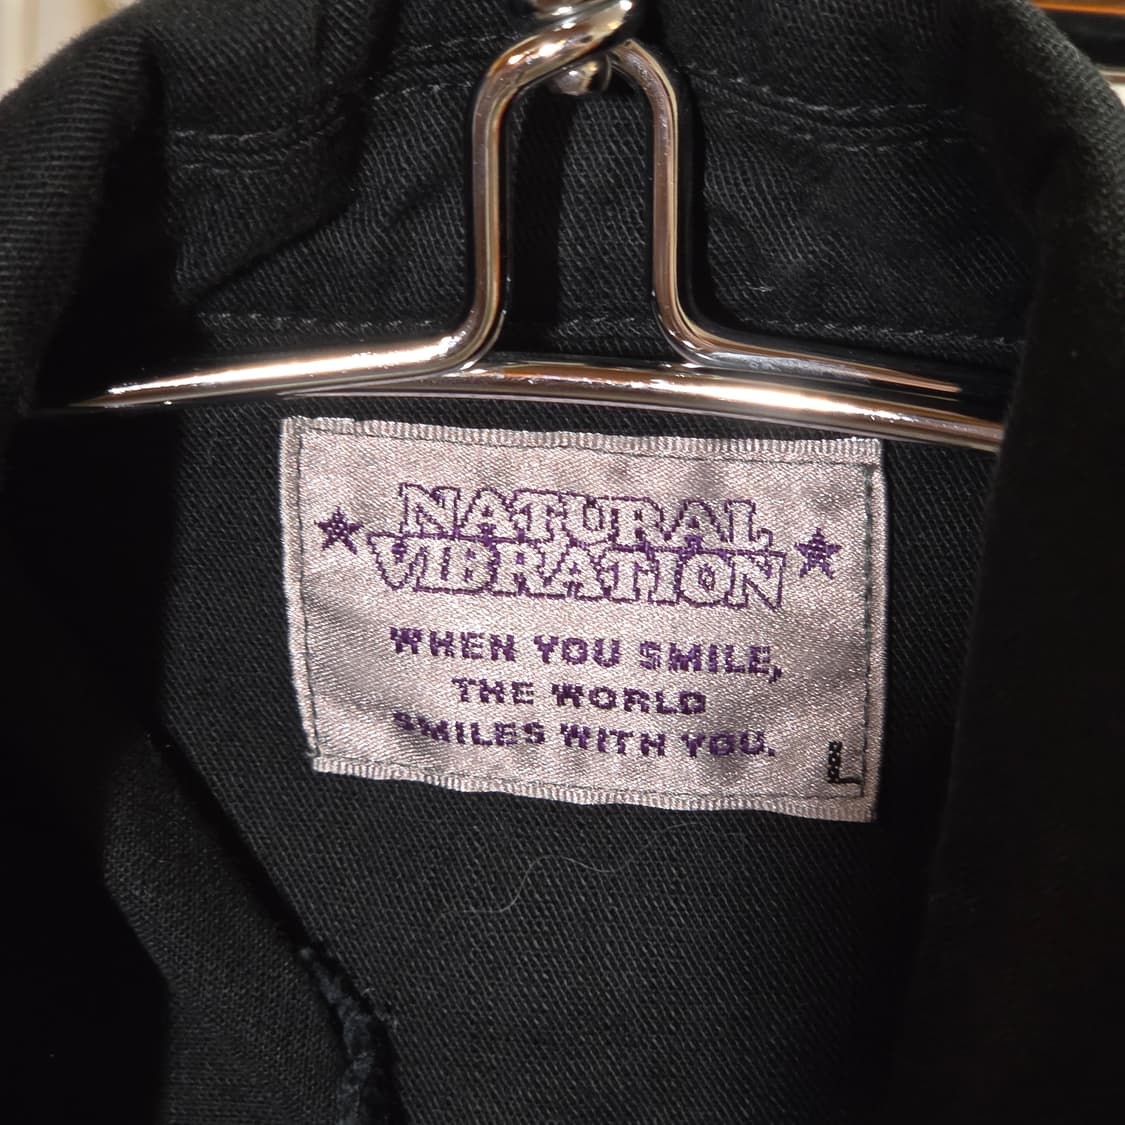 NATURAL
VIBRATION
WHEN YOU SMILE,
THE WORLD
SMILES WITH YOU.
L